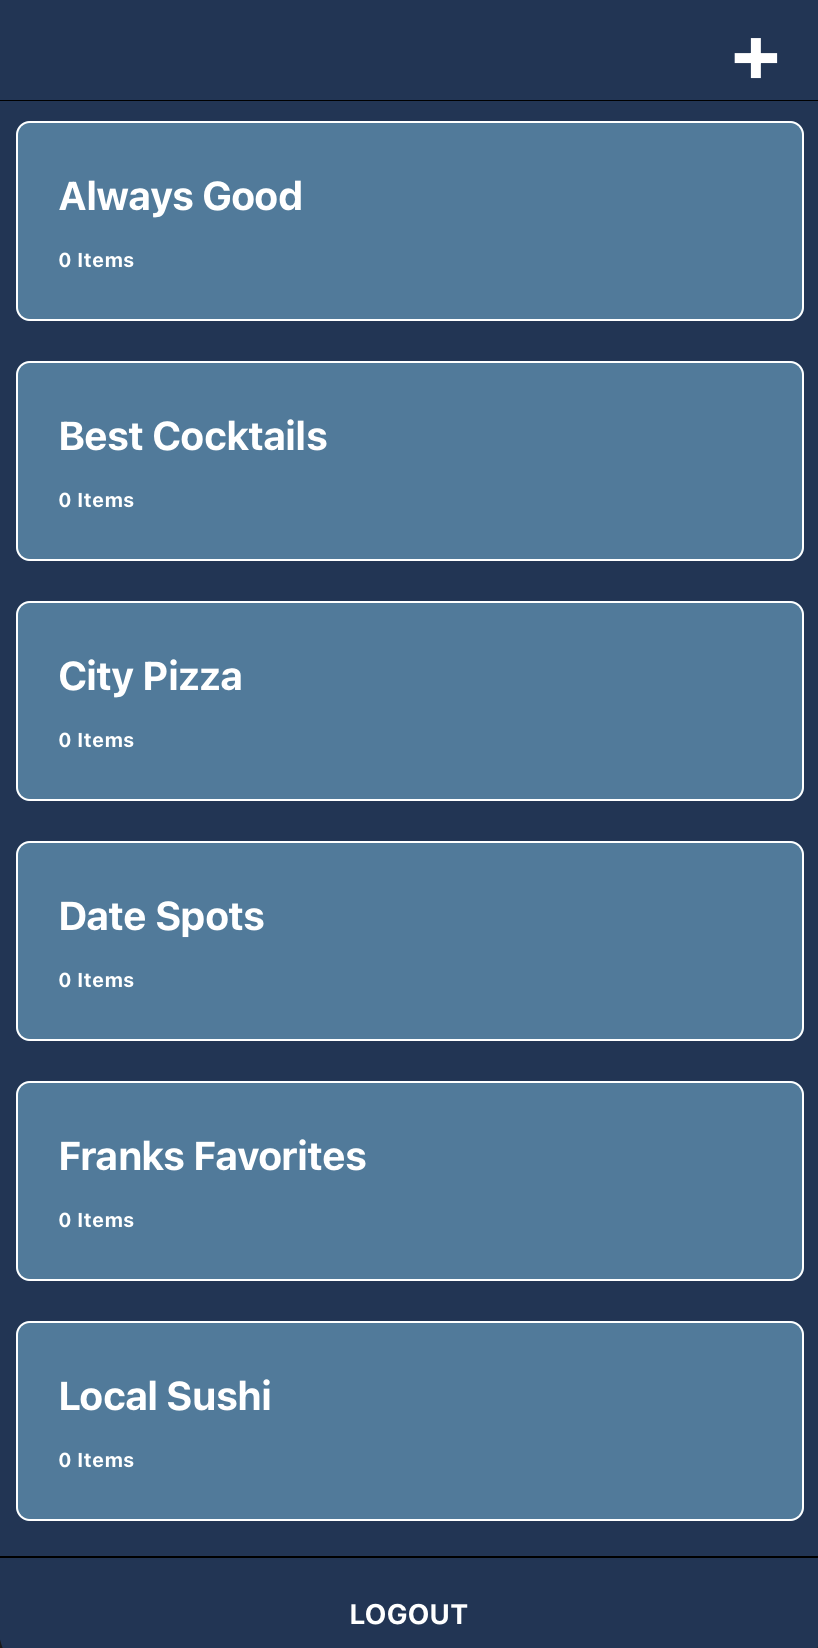 Always Good
0 Items
Best Cocktails
0 Items
City Pizza
0 Items
Date Spots
0 Items
Franks Favorites
0 Items
Local Sushi
0 Items
LOGOUT